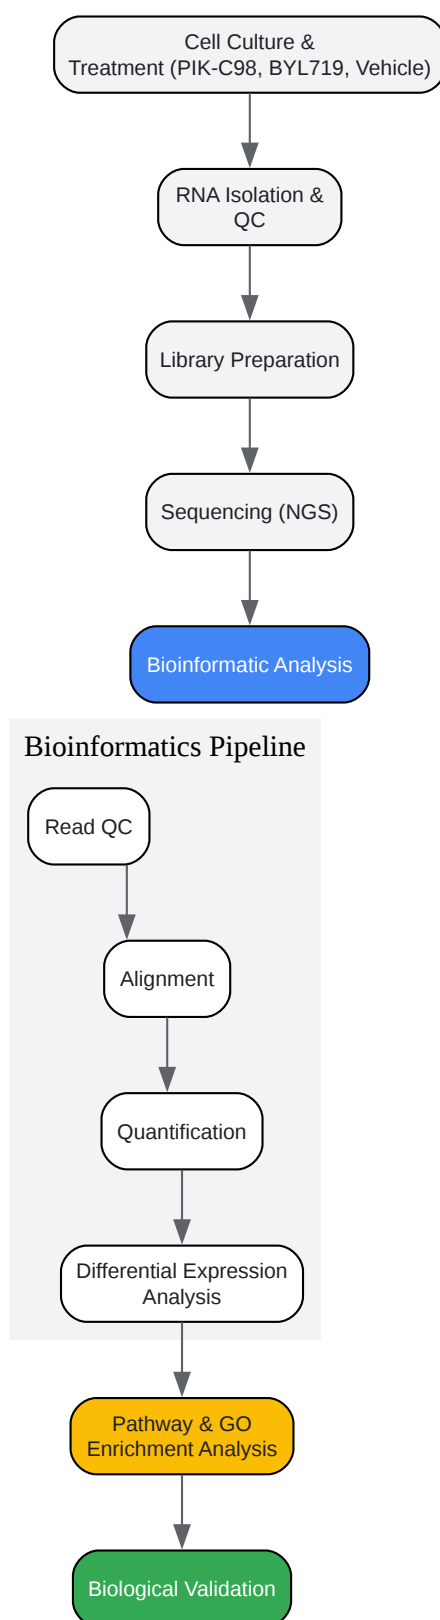 Cell Culture &
Treatment (PIK-C98, BYL719, Vehicle)
RNA Isolation &
QC
Library Preparation
Sequencing (NGS)
Bioinformatic Analysis
Bioinformatics Pipeline
Read QC
Alignment
Quantification
Differential Expression
Analysis
Pathway & GO
Enrichment Analysis
Biological Validation